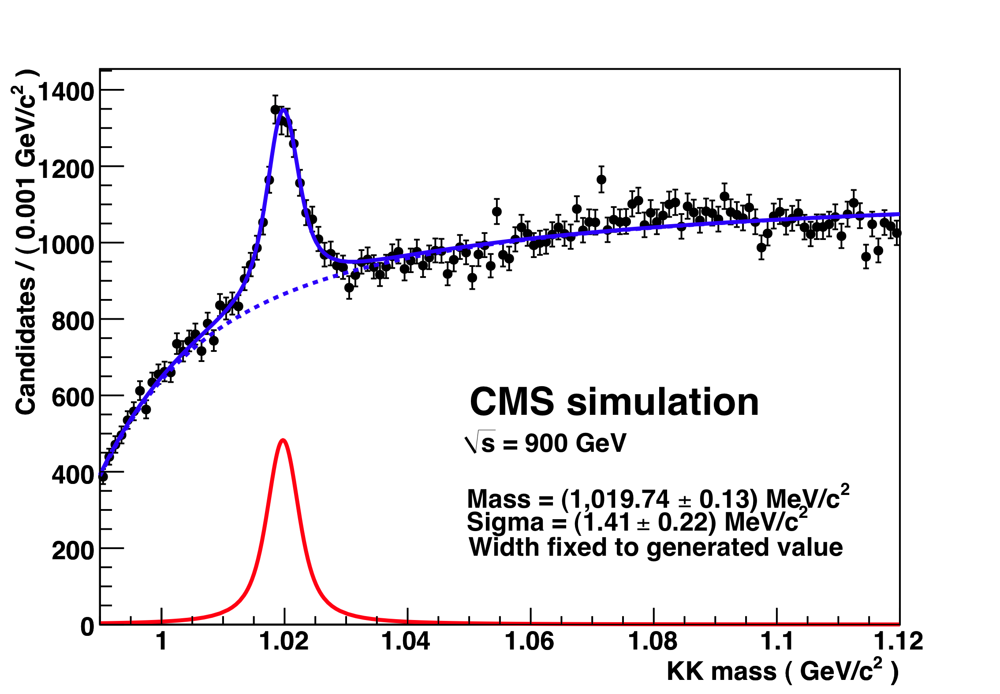 Candidates / ( 0.001 GeV/c² )
1400
1200
1000
800
600
400
200
0
CMS simulation
√s = 900 GeV
Mass = (1,019.74 ± 0.13) MeV/c²
Sigma = (1.41 ± 0.22) MeV/c²
Width fixed to generated value
1 1.02 1.04 1.06 1.08 1.1 1.12
KK mass ( GeV/c² )